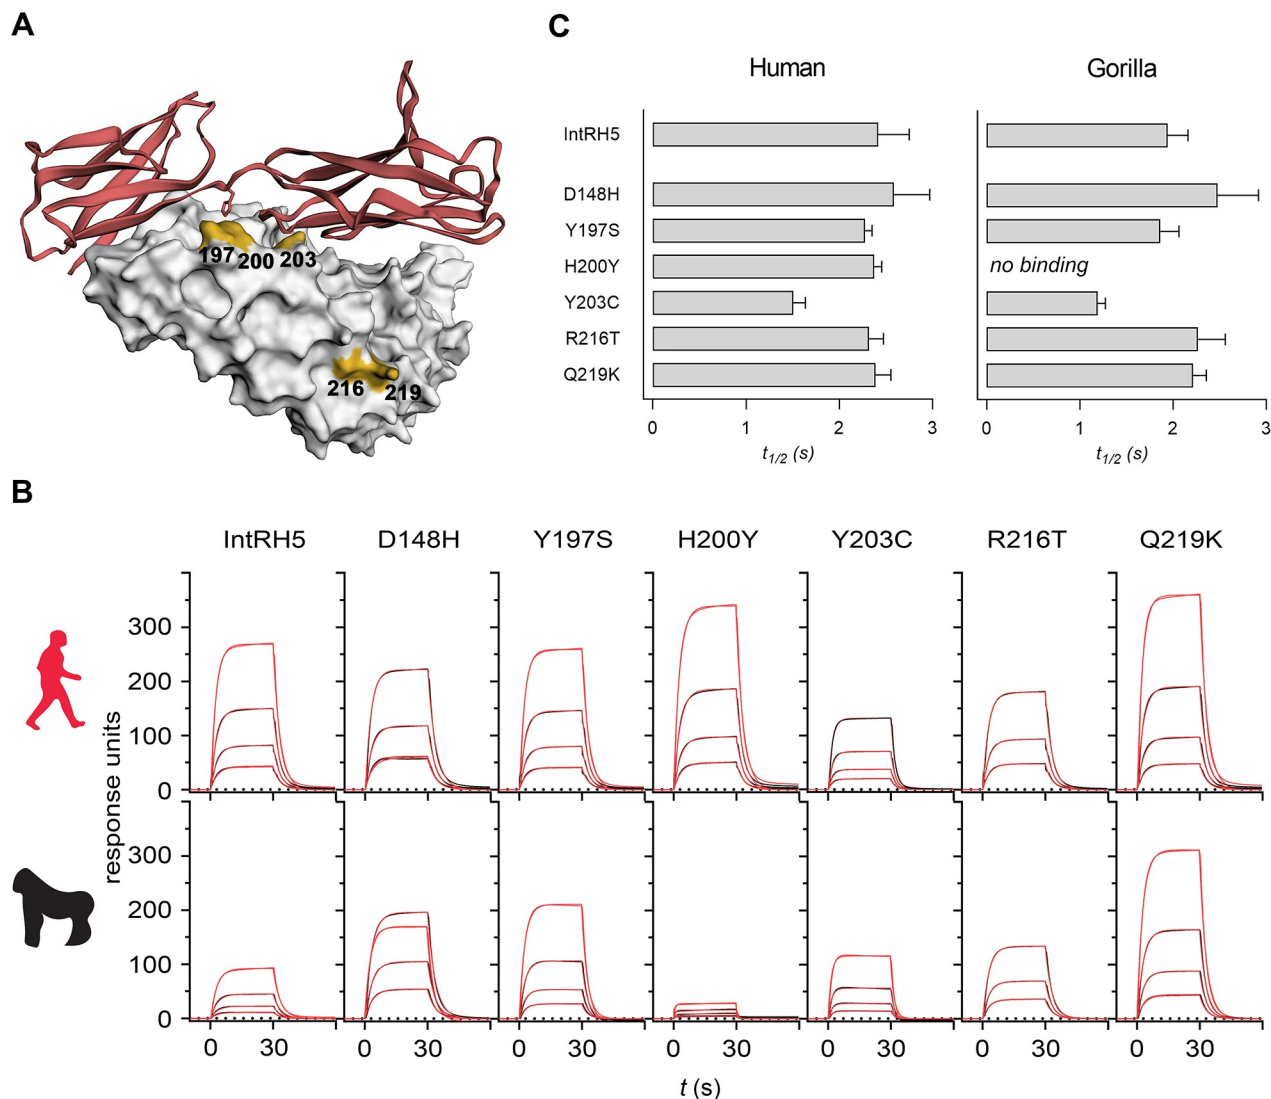 A
197 200 203
216 219
C
Human Gorilla
IntRH5
D148H
Y197S
H200Y no binding
Y203C
R216T
Q219K
0 1 2 3 0 1 2 3
t1/2 (s) t1/2 (s)
B
IntRH5 D148H Y197S H200Y Y203C R216T Q219K
response units
300
200
100
0
300
200
100
0
0 30 0 30 0 30 0 30 0 30 0 30 0 30
t (s)